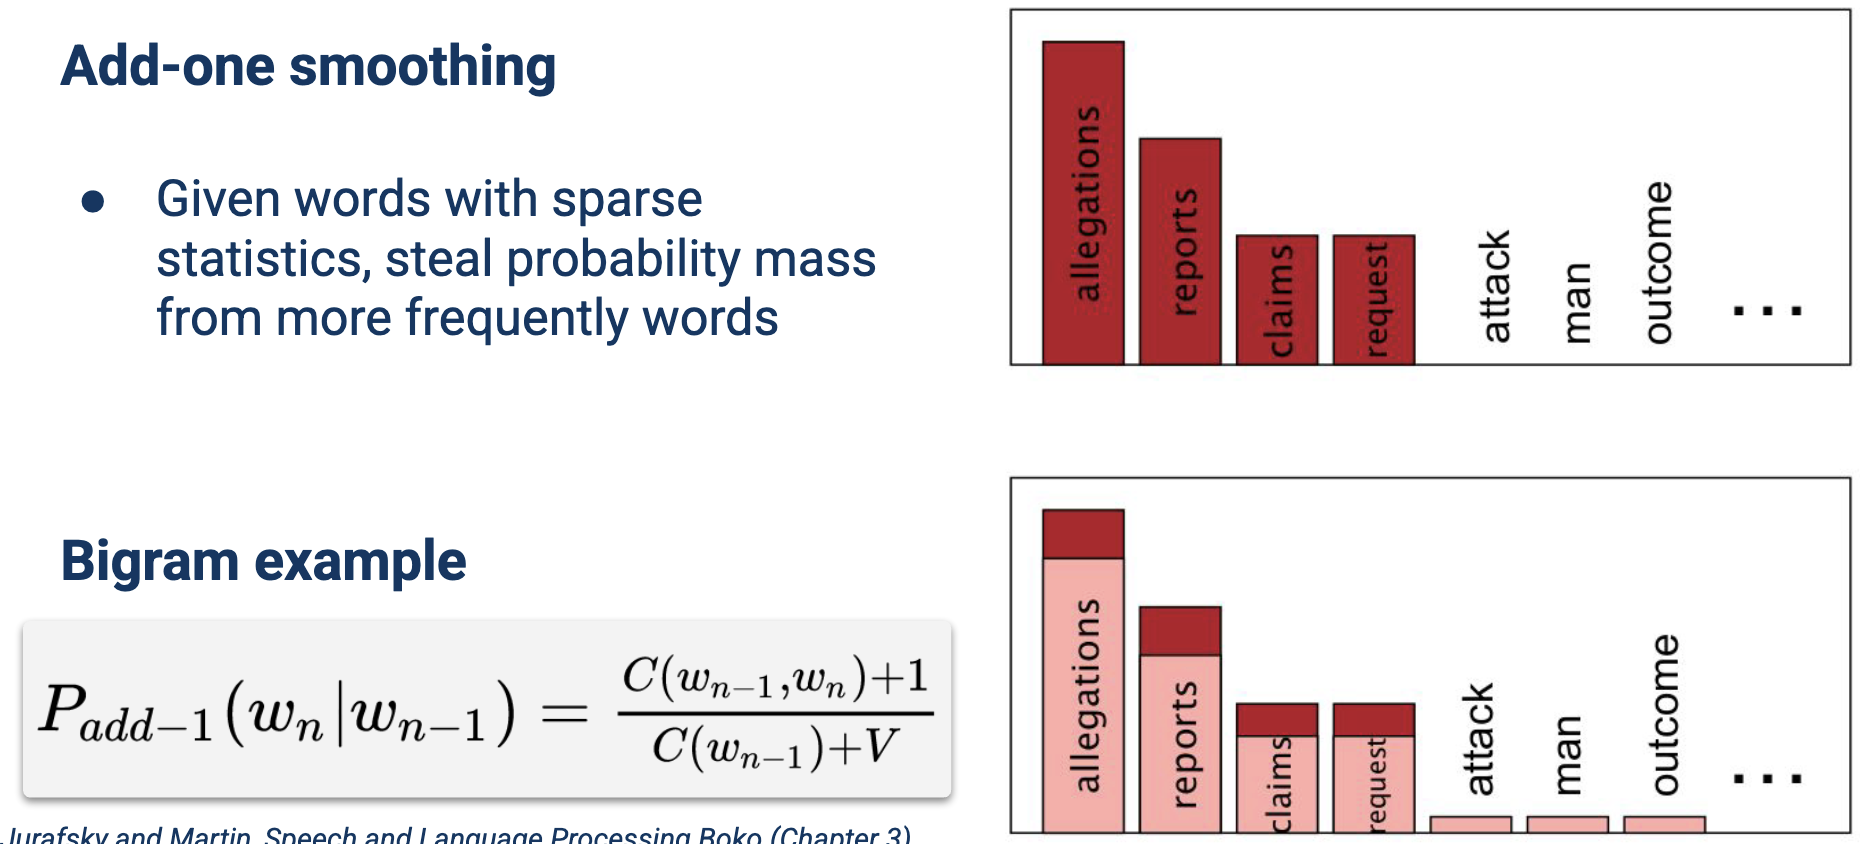 Add-one smoothing
● Given words with sparse
statistics, steal probability mass
from more frequently words
allegations
reports
claims
request
attack
man
outcome
...
Bigram example
P_{add-1}(w_n|w_{n-1}) = \frac{C(w_{n-1},w_n)+1}{C(w_{n-1})+V}
allegations
reports
claims
request
attack
man
outcome
...
Jurafsky and Martin, Speech and Language Processing Boko (Chapter 3)